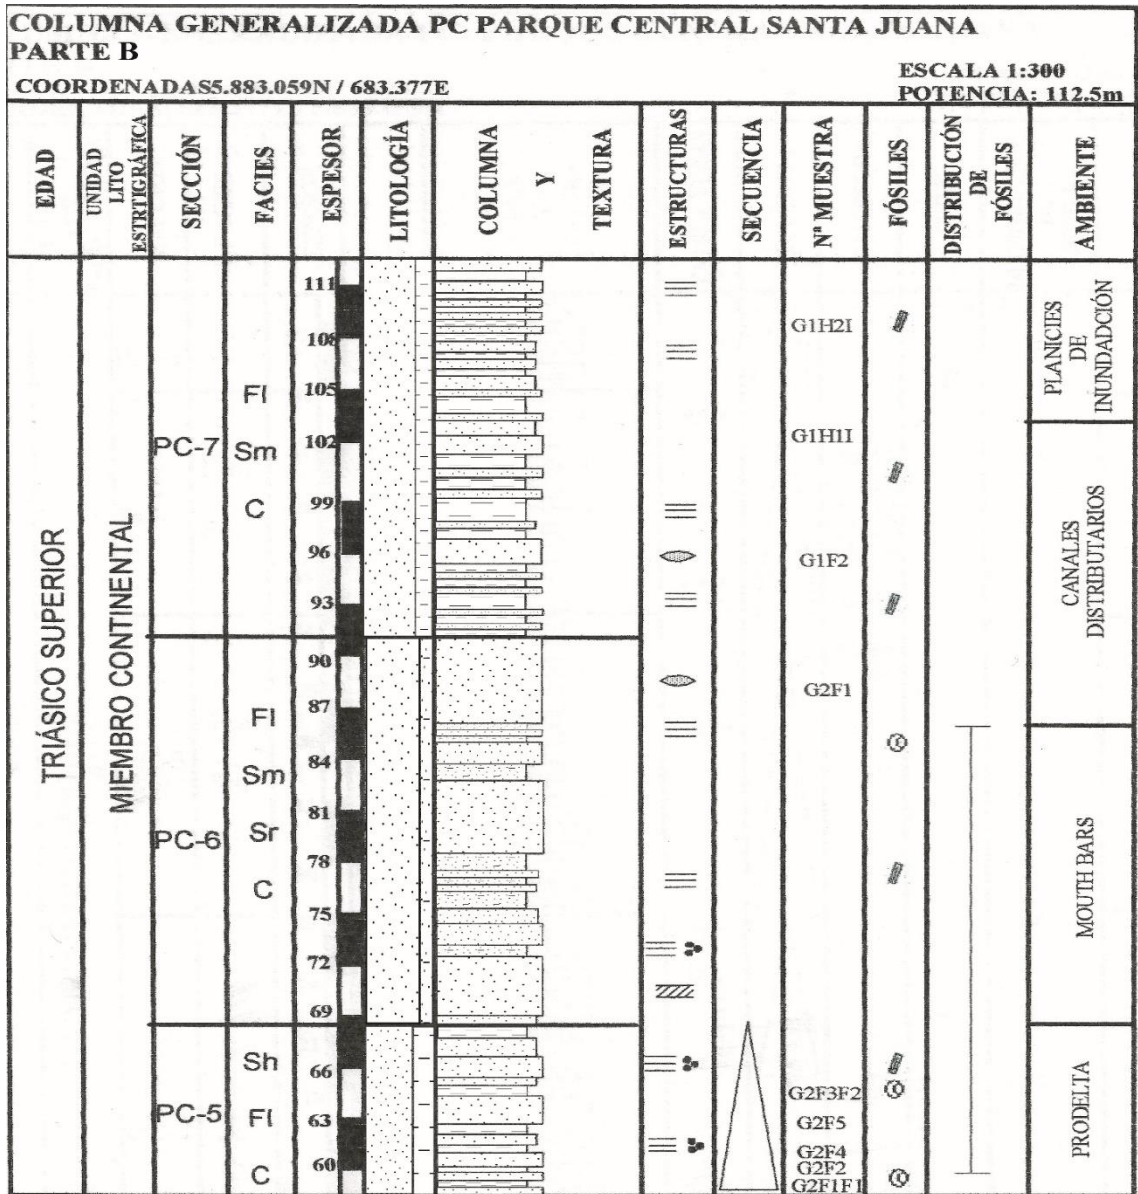 COLUMNA GENERALIZADA PC PARQUE CENTRAL SANTA JUANA
PARTE B
COORDENADAS5.883.059N / 683.377E
ESCALA 1:300
POTENCIA: 112.5m
EDAD
UNIDAD
LITO
ESTRTIGRÁFICA
SECCIÓN
FACIES
ESPESOR
LITOLOGÍA
COLUMNA
Y
TEXTURA
ESTRUCTURAS
SECUENCIA
Nª MUESTRA
FÓSILES
DISTRIBUCIÓN
DE
FÓSILES
AMBIENTE
TRIÁSICO SUPERIOR
MIEMBRO CONTINENTAL
PC-7
Fl
Sm
C
111
108
105
102
99
96
93
G1H2I
G1H1I
G1F2
PLANICIES
DE
INUNDADCIÓN
CANALES
DISTRIBUTARIOS
PC-6
Fl
Sm
Sr
C
90
87
84
81
78
75
72
69
G2F1
MOUTH BARS
PC-5
Sh
Fl
C
66
63
60
G2F3F2
G2F5
G2F4
G2F2
G2F1F1
PRODELTA